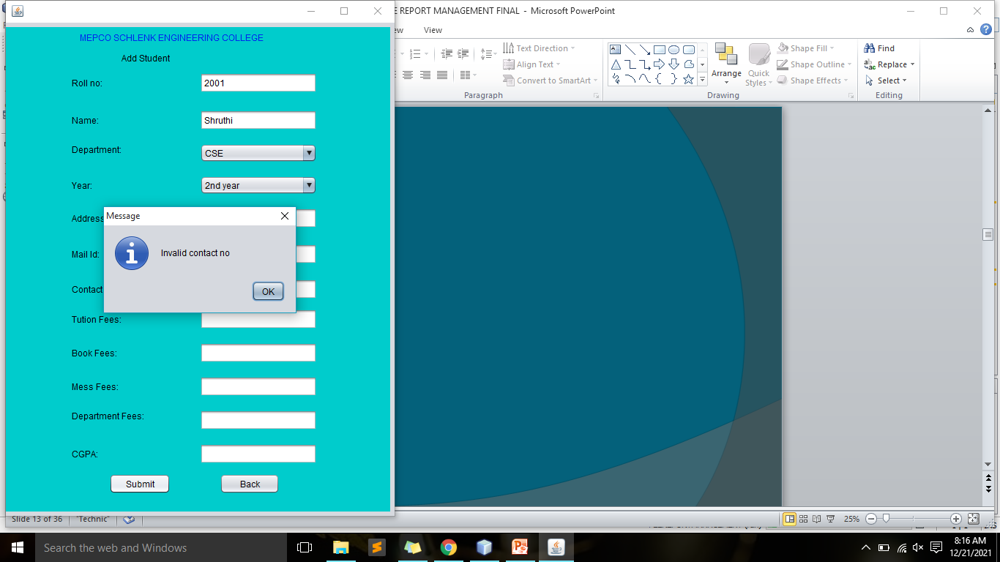 E REPORT MANAGEMENT FINAL - Microsoft PowerPoint
ew View
MEPCO SCHLENK ENGINEERING COLLEGE
Add Student
Roll no: 2001
Name: Shruthi
Department: CSE
Year: 2nd year
Address
Mail Id:
Contact
Message
Invalid contact no
OK
Tution Fees:
Book Fees:
Mess Fees:
Department Fees:
CGPA:
Submit Back
Text Direction
Align Text
Convert to SmartArt
Paragraph
Arrange
Quick Styles
Shape Fill
Shape Outline
Shape Effects
Drawing
Find
Replace
Select
Editing
Slide 13 of 36 "Technic" 25%
Search the web and Windows
8:16 AM
12/21/2021